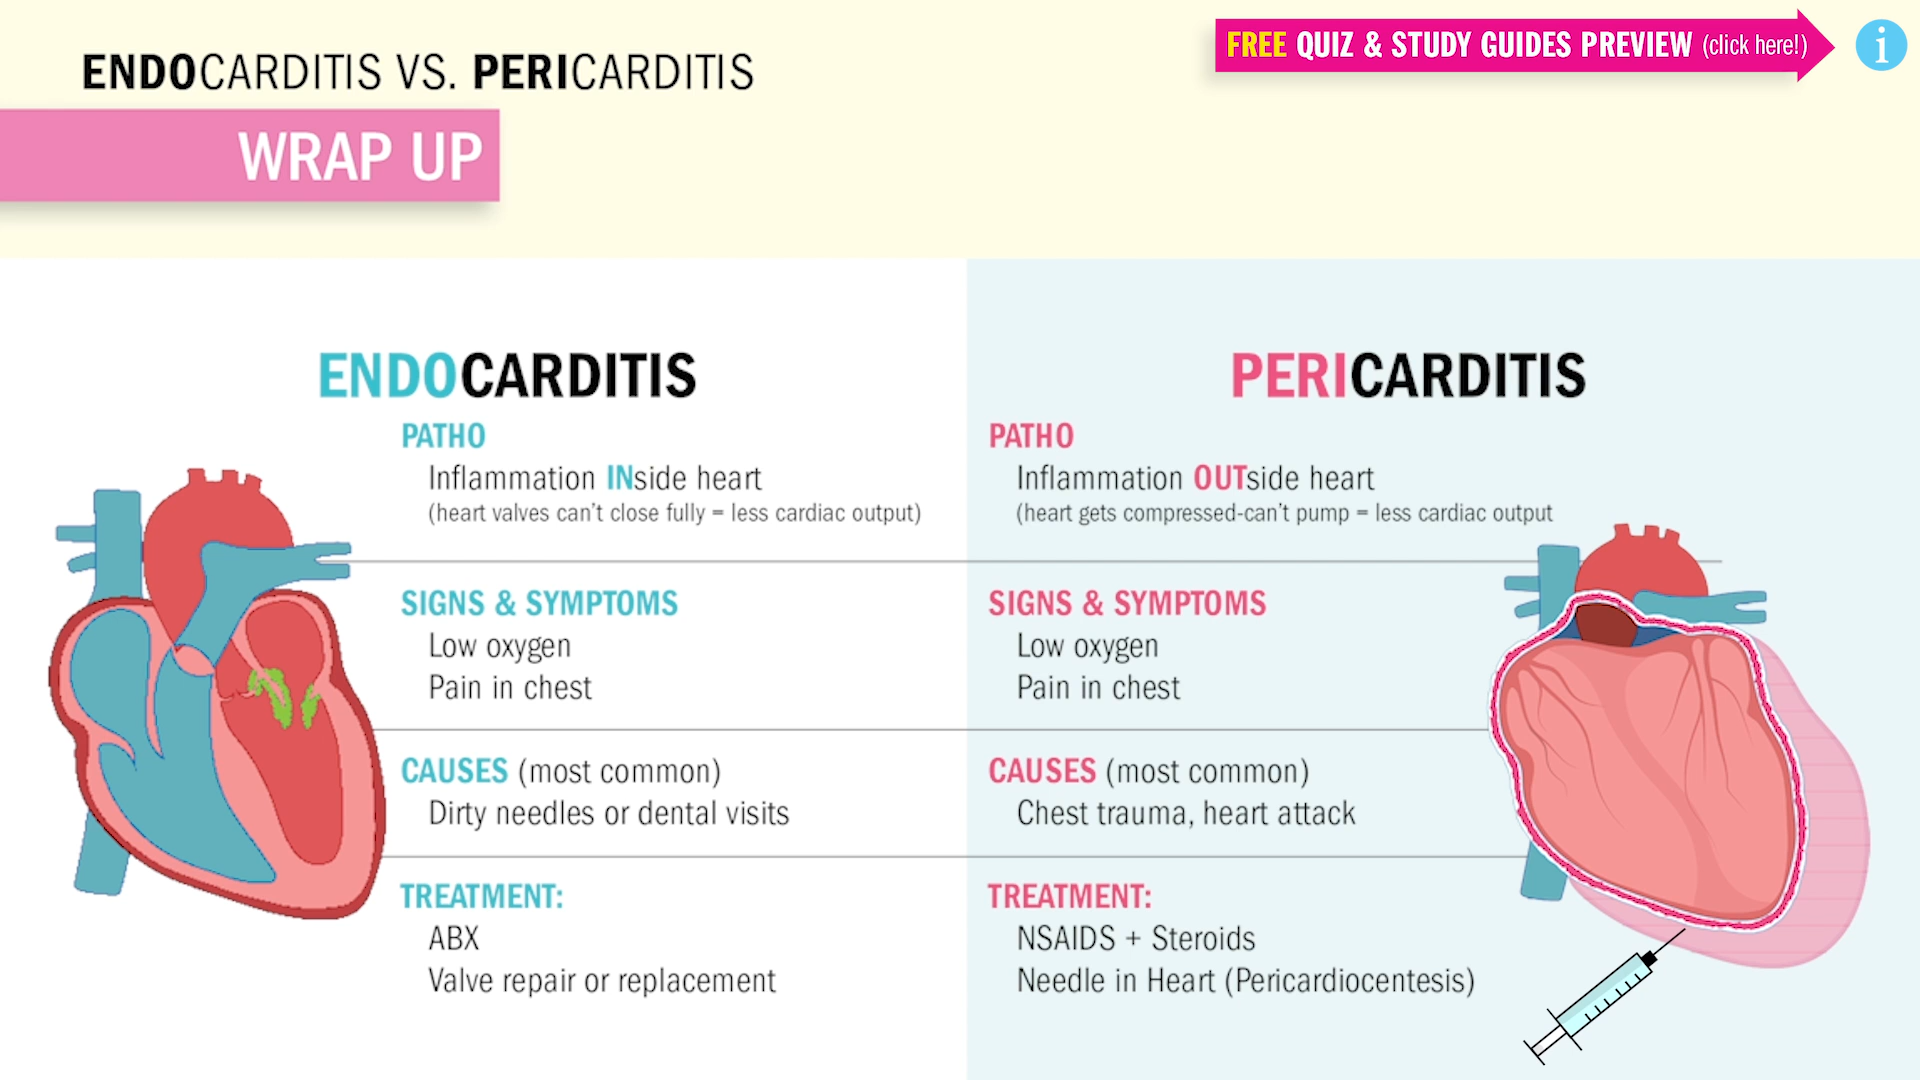 ENDOCARDITIS VS. PERICARDITIS
FREE QUIZ & STUDY GUIDES PREVIEW (click here!)
i
WRAP UP
ENDOCARDITIS
PATHO
Inflammation INside heart
(heart valves can't close fully = less cardiac output)
SIGNS & SYMPTOMS
Low oxygen
Pain in chest
CAUSES (most common)
Dirty needles or dental visits
TREATMENT:
ABX
Valve repair or replacement
PERICARDITIS
PATHO
Inflammation OUTside heart
(heart gets compressed-can't pump = less cardiac output
SIGNS & SYMPTOMS
Low oxygen
Pain in chest
CAUSES (most common)
Chest trauma, heart attack
TREATMENT:
NSAIDS + Steroids
Needle in Heart (Pericardiocentesis)